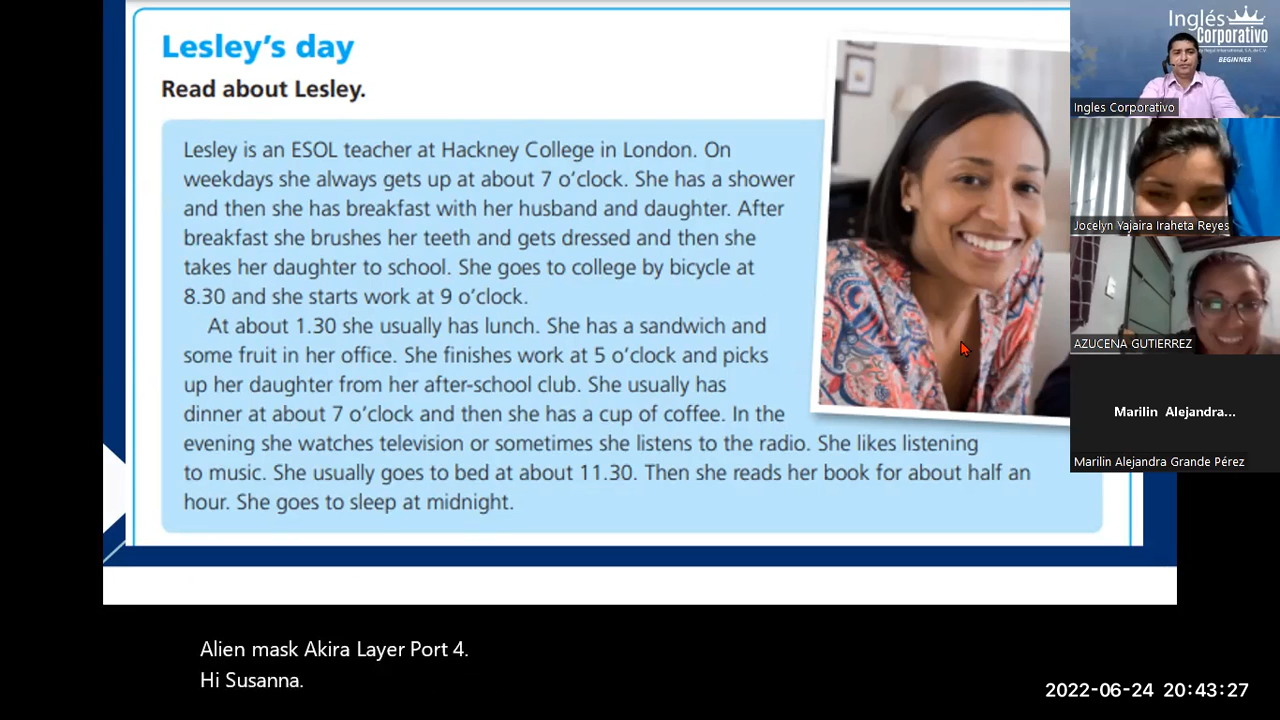 Lesley's day
Read about Lesley.
Lesley is an ESOL teacher at Hackney College in London. On
weekdays she always gets up at about 7 o'clock. She has a shower
and then she has breakfast with her husband and daughter. After
breakfast she brushes her teeth and gets dressed and then she
takes her daughter to school. She goes to college by bicycle at
8.30 and she starts work at 9 o'clock.
At about 1.30 she usually has lunch. She has a sandwich and
some fruit in her office. She finishes work at 5 o'clock and picks
up her daughter from her after-school club. She usually has
dinner at about 7 o'clock and then she has a cup of coffee. In the
evening she watches television or sometimes she listens to the radio. She likes listening
to music. She usually goes to bed at about 11.30. Then she reads her book for about half an
hour. She goes to sleep at midnight.
Inglés
Corporativo
BEGINNER
Ingles Corporativo
Jocelyn Yajaira Iraheta Reyes
AZUCENA GUTIERREZ
Marilin Alejandra...
Marilin Alejandra Grande Pérez
Alien mask Akira Layer Port 4.
Hi Susanna.
2022-06-24 20:43:27